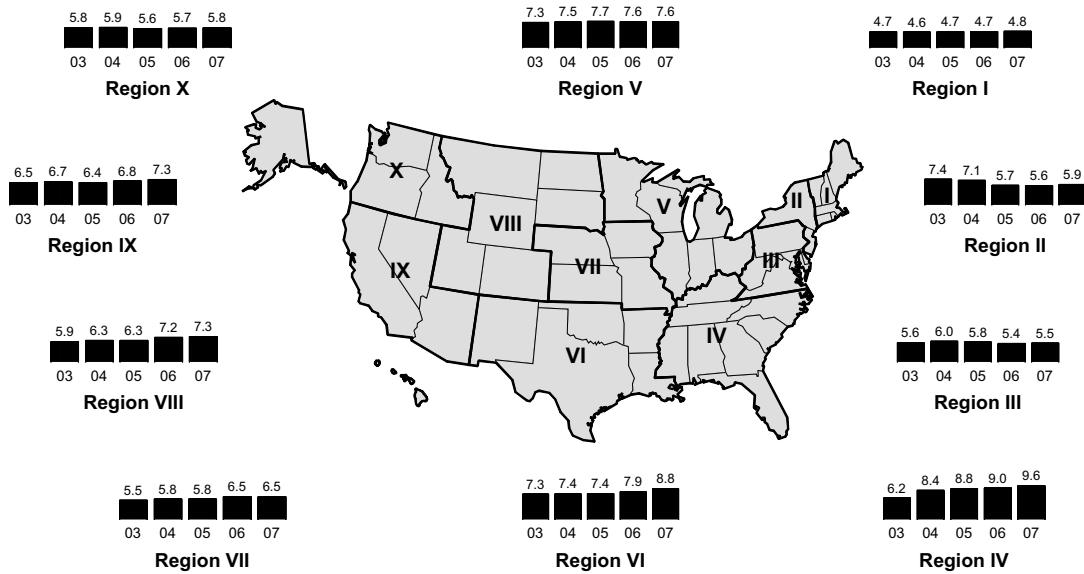 5.8 5.9 5.6 5.7 5.8
03 04 05 06 07
Region X
7.3 7.5 7.7 7.6 7.6
03 04 05 06 07
Region V
4.7 4.6 4.7 4.7 4.8
03 04 05 06 07
Region I
6.5 6.7 6.4 6.8 7.3
03 04 05 06 07
Region IX
7.4 7.1 5.7 5.6 5.9
03 04 05 06 07
Region II
X
V
II
I
VIII
IX
VII
III
IV
VI
5.9 6.3 6.3 7.2 7.3
03 04 05 06 07
Region VIII
5.6 6.0 5.8 5.4 5.5
03 04 05 06 07
Region III
5.5 5.8 5.8 6.5 6.5
03 04 05 06 07
Region VII
7.3 7.4 7.4 7.9 8.8
03 04 05 06 07
Region VI
6.2 8.4 8.8 9.0 9.6
03 04 05 06 07
Region IV